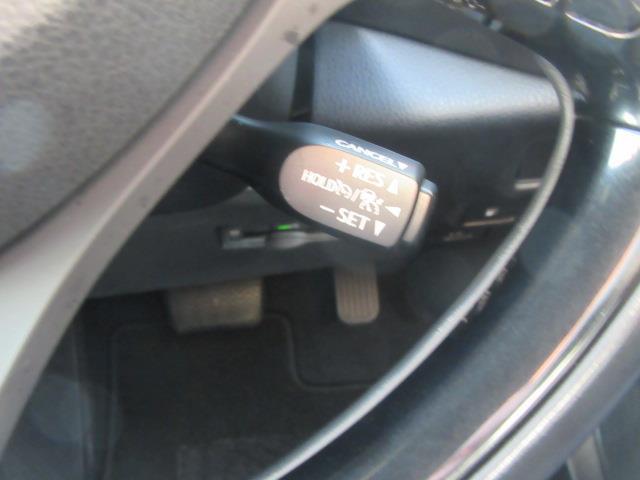 CANCEL
+ RES
HOLD /
− SET